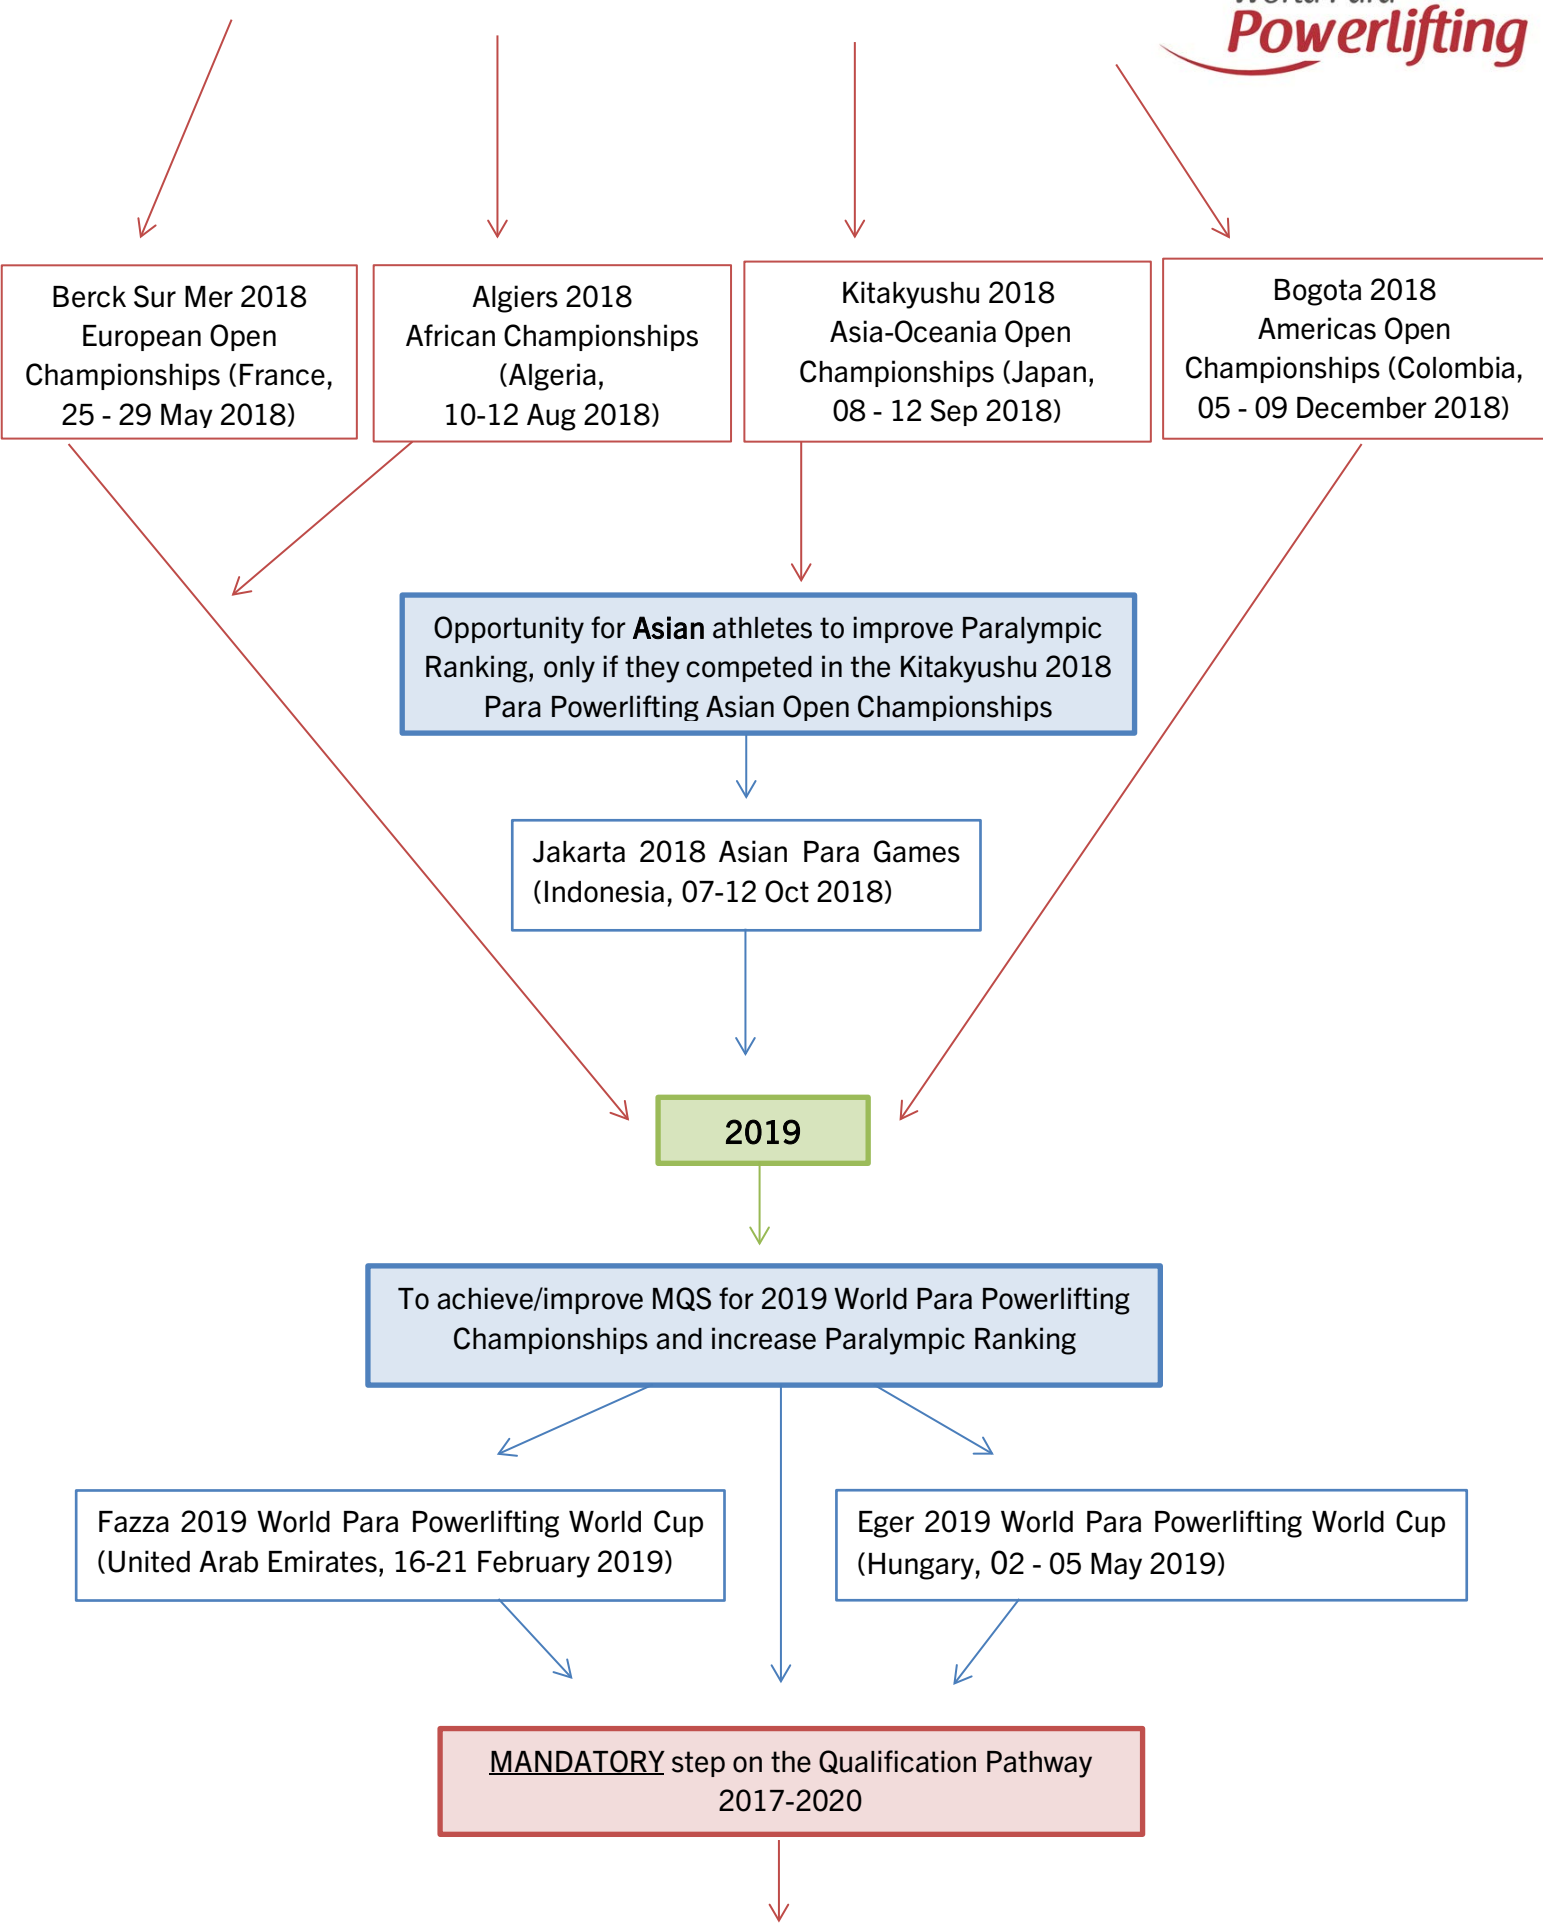 Powerlifting
Berck Sur Mer 2018
European Open
Championships (France,
25 - 29 May 2018)
Algiers 2018
African Championships
(Algeria,
10-12 Aug 2018)
Kitakyushu 2018
Asia-Oceania Open
Championships (Japan,
08 - 12 Sep 2018)
Bogota 2018
Americas Open
Championships (Colombia,
05 - 09 December 2018)
Opportunity for Asian athletes to improve Paralympic
Ranking, only if they competed in the Kitakyushu 2018
Para Powerlifting Asian Open Championships
Jakarta 2018 Asian Para Games
(Indonesia, 07-12 Oct 2018)
2019
To achieve/improve MQS for 2019 World Para Powerlifting
Championships and increase Paralympic Ranking
Fazza 2019 World Para Powerlifting World Cup
(United Arab Emirates, 16-21 February 2019)
Eger 2019 World Para Powerlifting World Cup
(Hungary, 02 - 05 May 2019)
MANDATORY step on the Qualification Pathway
2017-2020